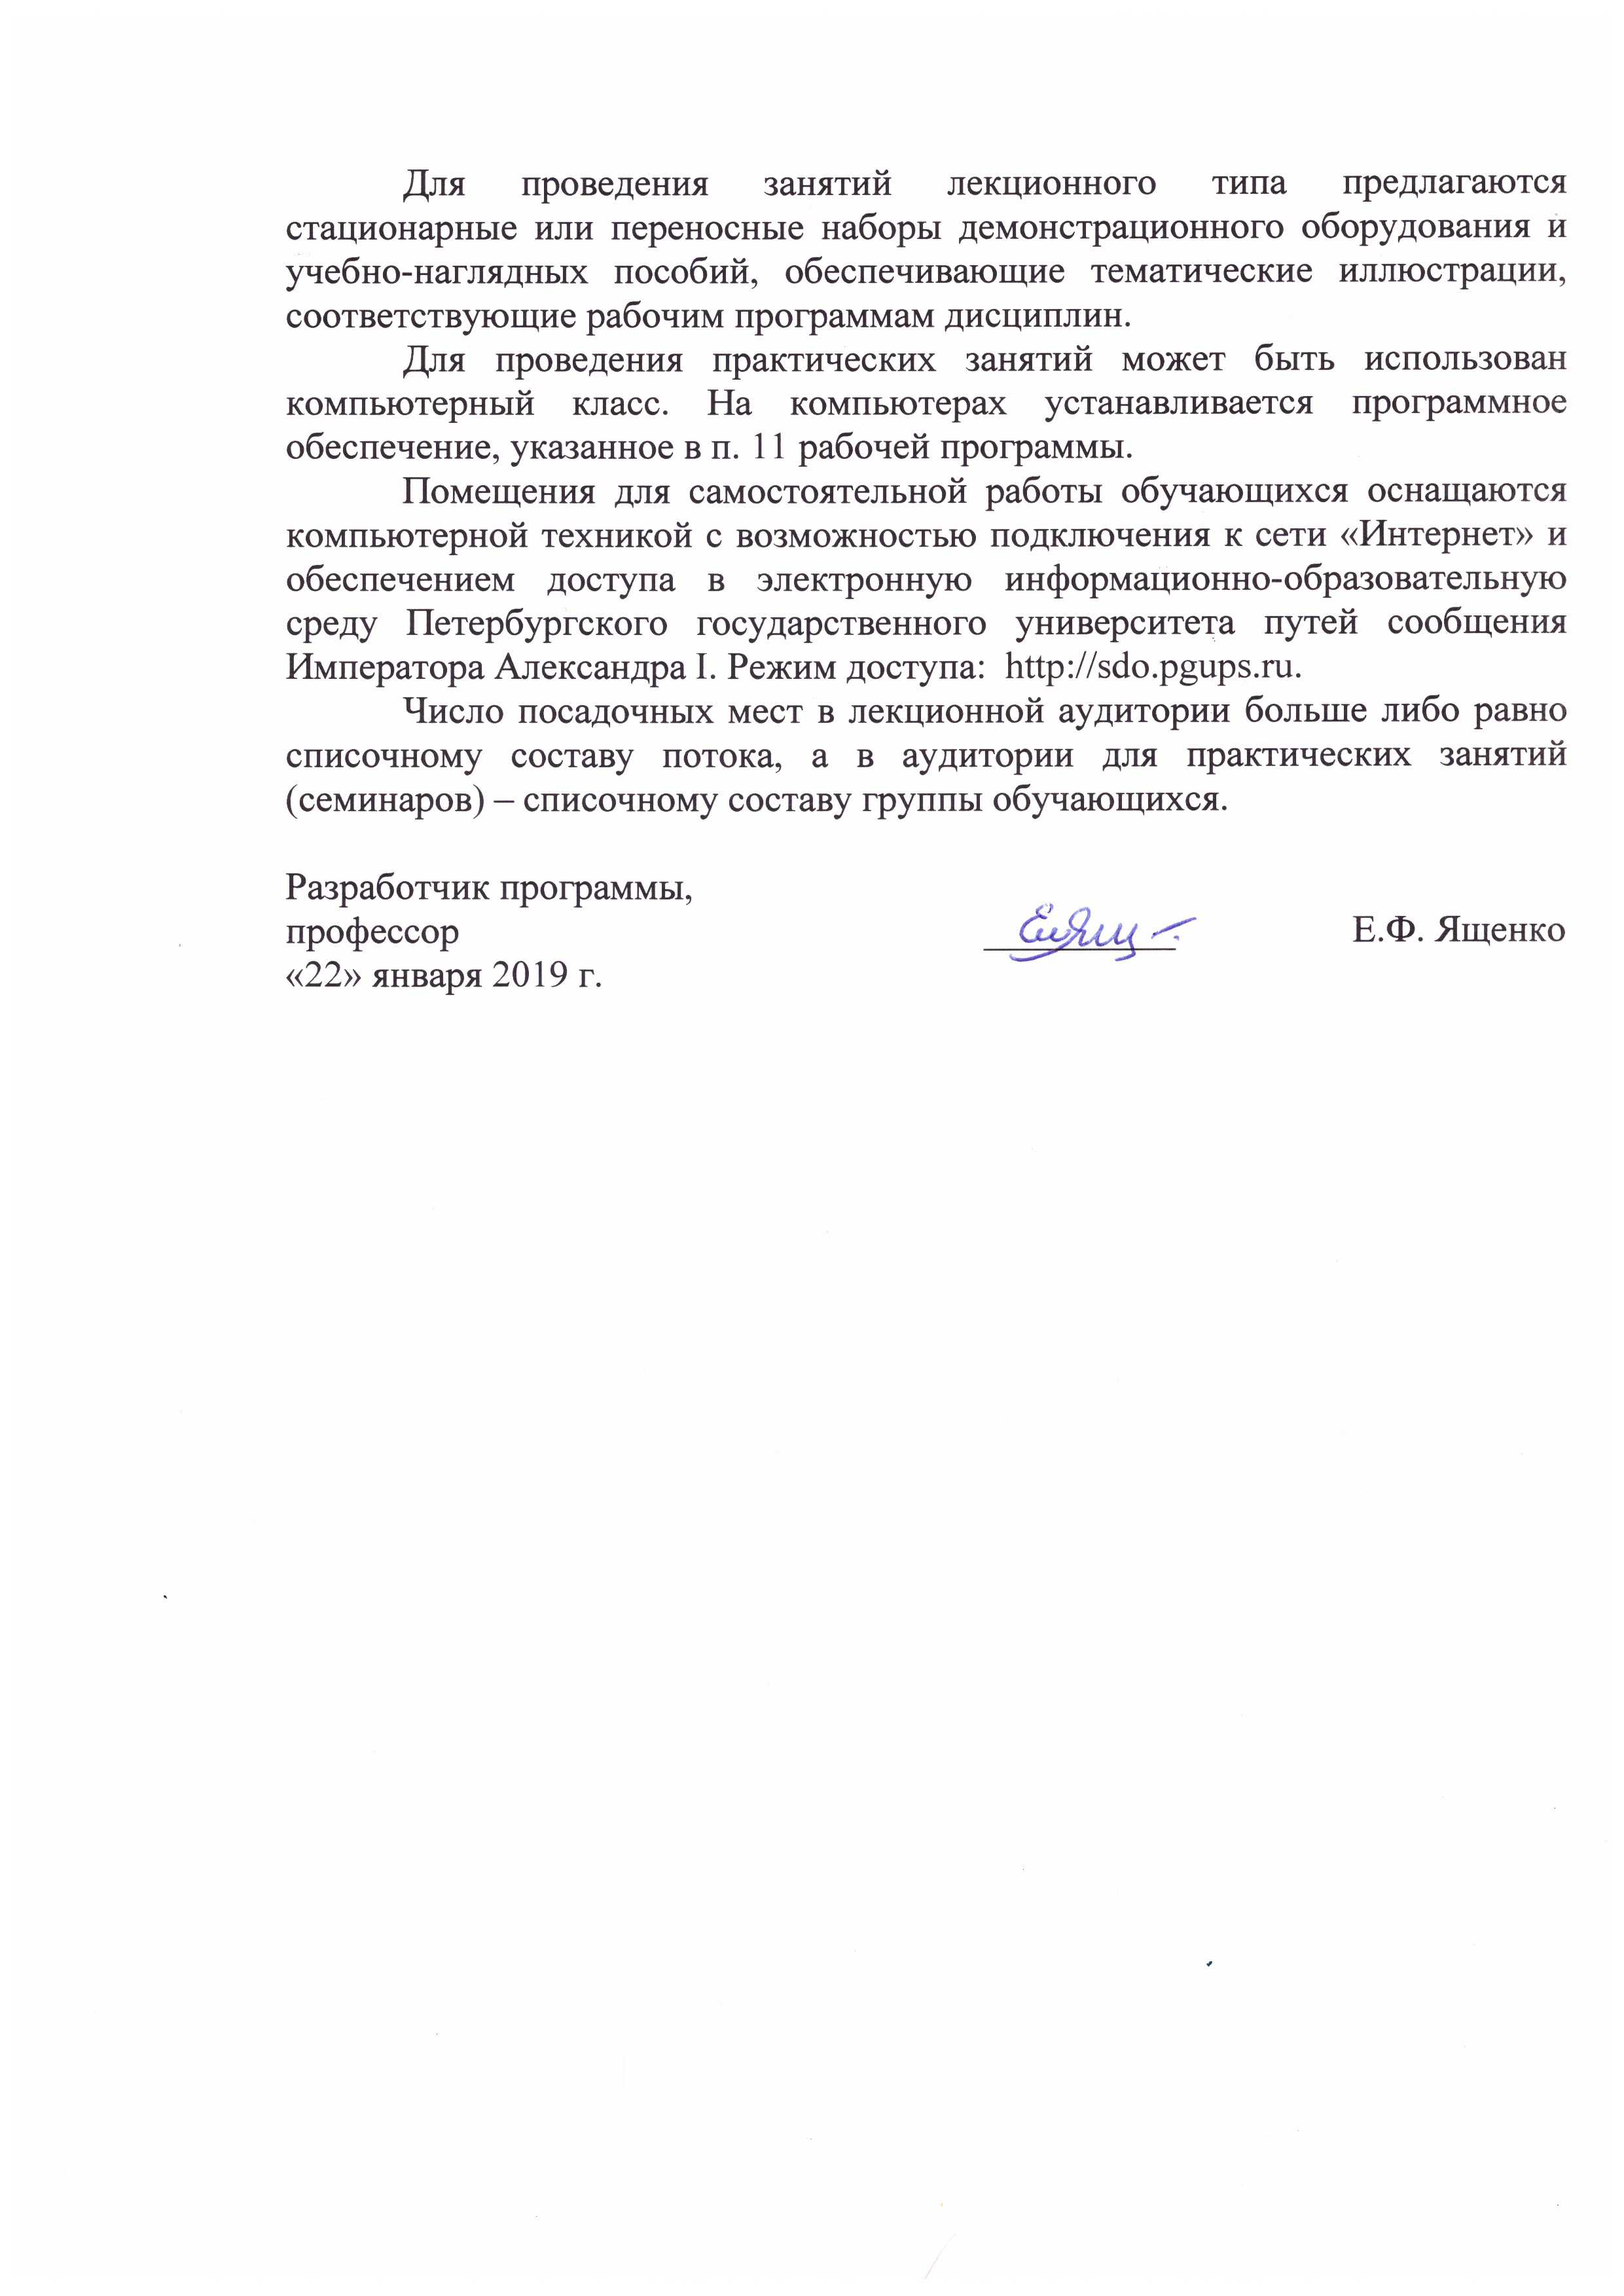 Для проведения занятий лекционного типа предлагаются
стационарные или переносные наборы демонстрационного оборудования и
учебно-наглядных пособий, обеспечивающие тематические иллюстрации,
соответствующие рабочим программам дисциплин.
Для проведения практических занятий может быть использован
компьютерный класс. На компьютерах устанавливается программное
обеспечение, указанное в п. 11 рабочей программы.
Помещения для самостоятельной работы обучающихся оснащаются
компьютерной техникой с возможностью подключения к сети «Интернет» и
обеспечением доступа в электронную информационно-образовательную
среду Петербургского государственного университета путей сообщения
Императора Александра I. Режим доступа: http://sdo.pgups.ru.
Число посадочных мест в лекционной аудитории больше либо равно
списочному составу потока, а в аудитории для практических занятий
(семинаров) – списочному составу группы обучающихся.
Разработчик программы,
профессор Е.Ф. Ященко
«22» января 2019 г.